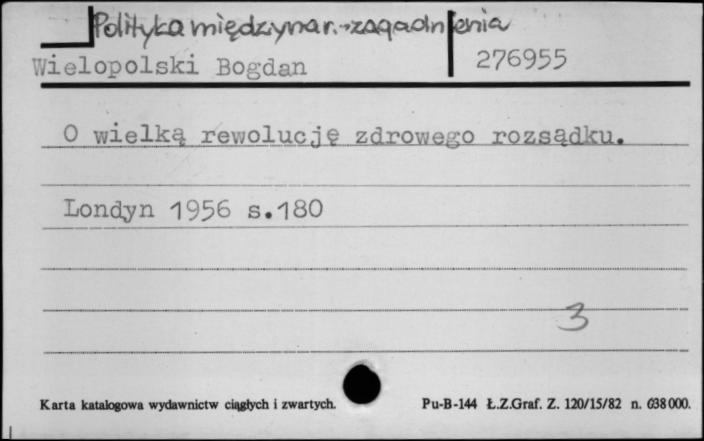 Polityka międzynar.-zagadnienia
Wielopolski Bogdan 276955
O wielką rewolucję zdrowego rozsądku.
Londyn 1956 s.180
3
Karta katalogowa wydawnictw ciągłych i zwartych. Pu-B-144 Ł.Z.Graf. Z. 120/15/82 n. 638000.